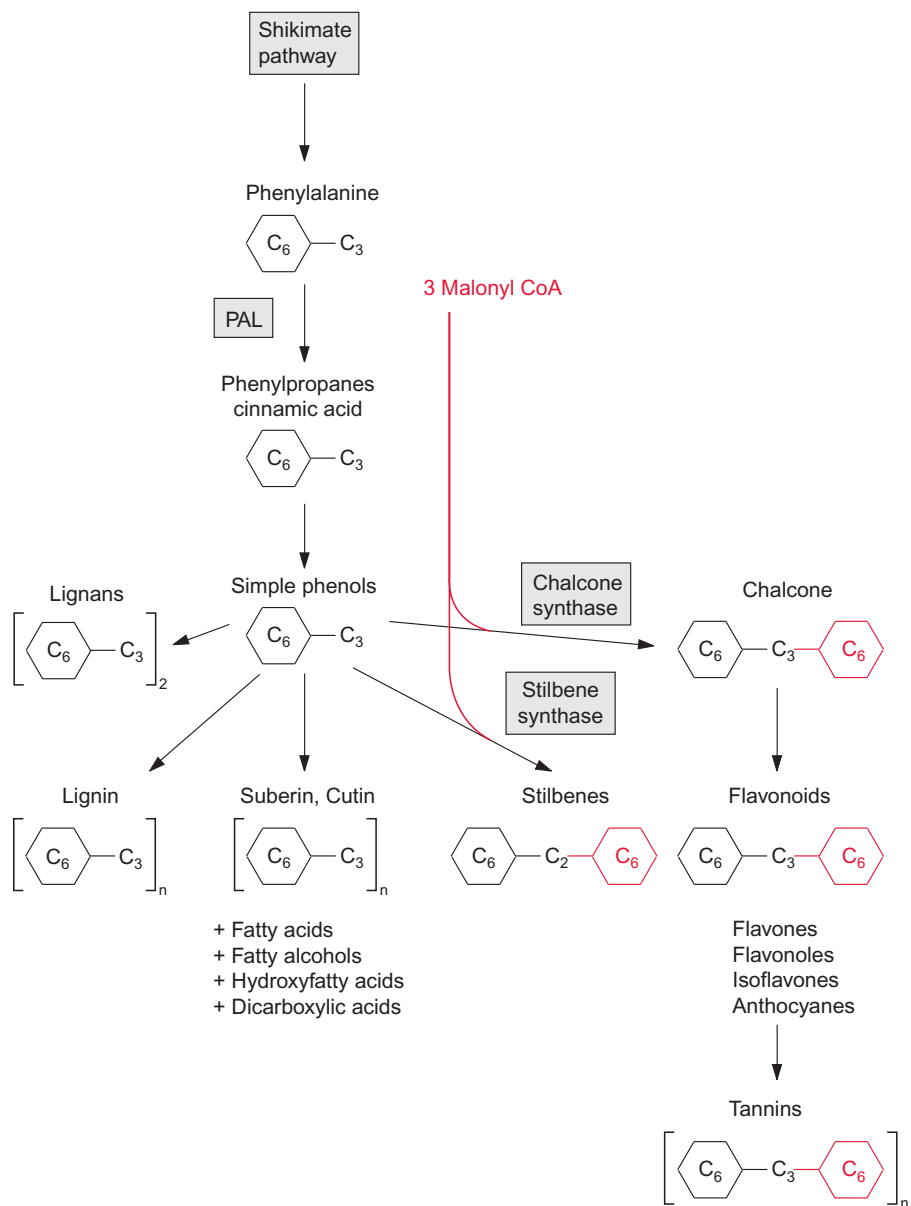 Shikimate
pathway
Phenylalanine
C6 C3
3 Malonyl CoA
PAL
Phenylpropanes
cinnamic acid
C6 C3
Simple phenols
C6 C3
Lignans
[C6 C3]2
Chalcone
synthase
Chalcone
C6 C3 C6
Stilbene
synthase
Lignin
[C6 C3]n
Suberin, Cutin
[C6 C3]n
+ Fatty acids
+ Fatty alcohols
+ Hydroxyfatty acids
+ Dicarboxylic acids
Stilbenes
C6 C2 C6
Flavonoids
C6 C3 C6
Flavones
Flavonoles
Isoflavones
Anthocyanes
Tannins
[C6 C3 C6]n